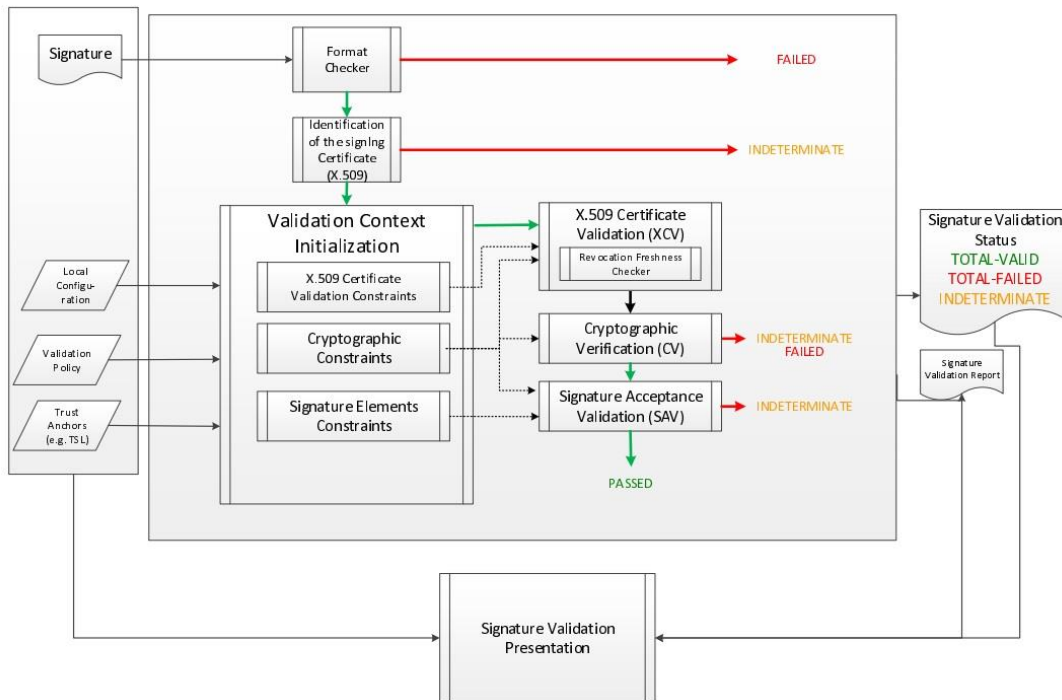 Signature
Format
Checker
FAILED
Identification
of the signing
Certificate
(X.509)
INDETERMINATE
Validation Context
Initialization
X.509 Certificate
Validation Constraints
Cryptographic
Constraints
Signature Elements
Constraints
X.509 Certificate
Validation (XCV)
Revocation Freshness
Checker
Cryptographic
Verification (CV)
INDETERMINATE
FAILED
Signature Acceptance
Validation (SAV)
INDETERMINATE
PASSED
Local
Configu-
ration
Validation
Policy
Trust
Anchors
(e.g. TSL)
Signature Validation
Status
TOTAL-VALID
TOTAL-FAILED
INDETERMINATE
Signature
Validation Report
Signature Validation
Presentation